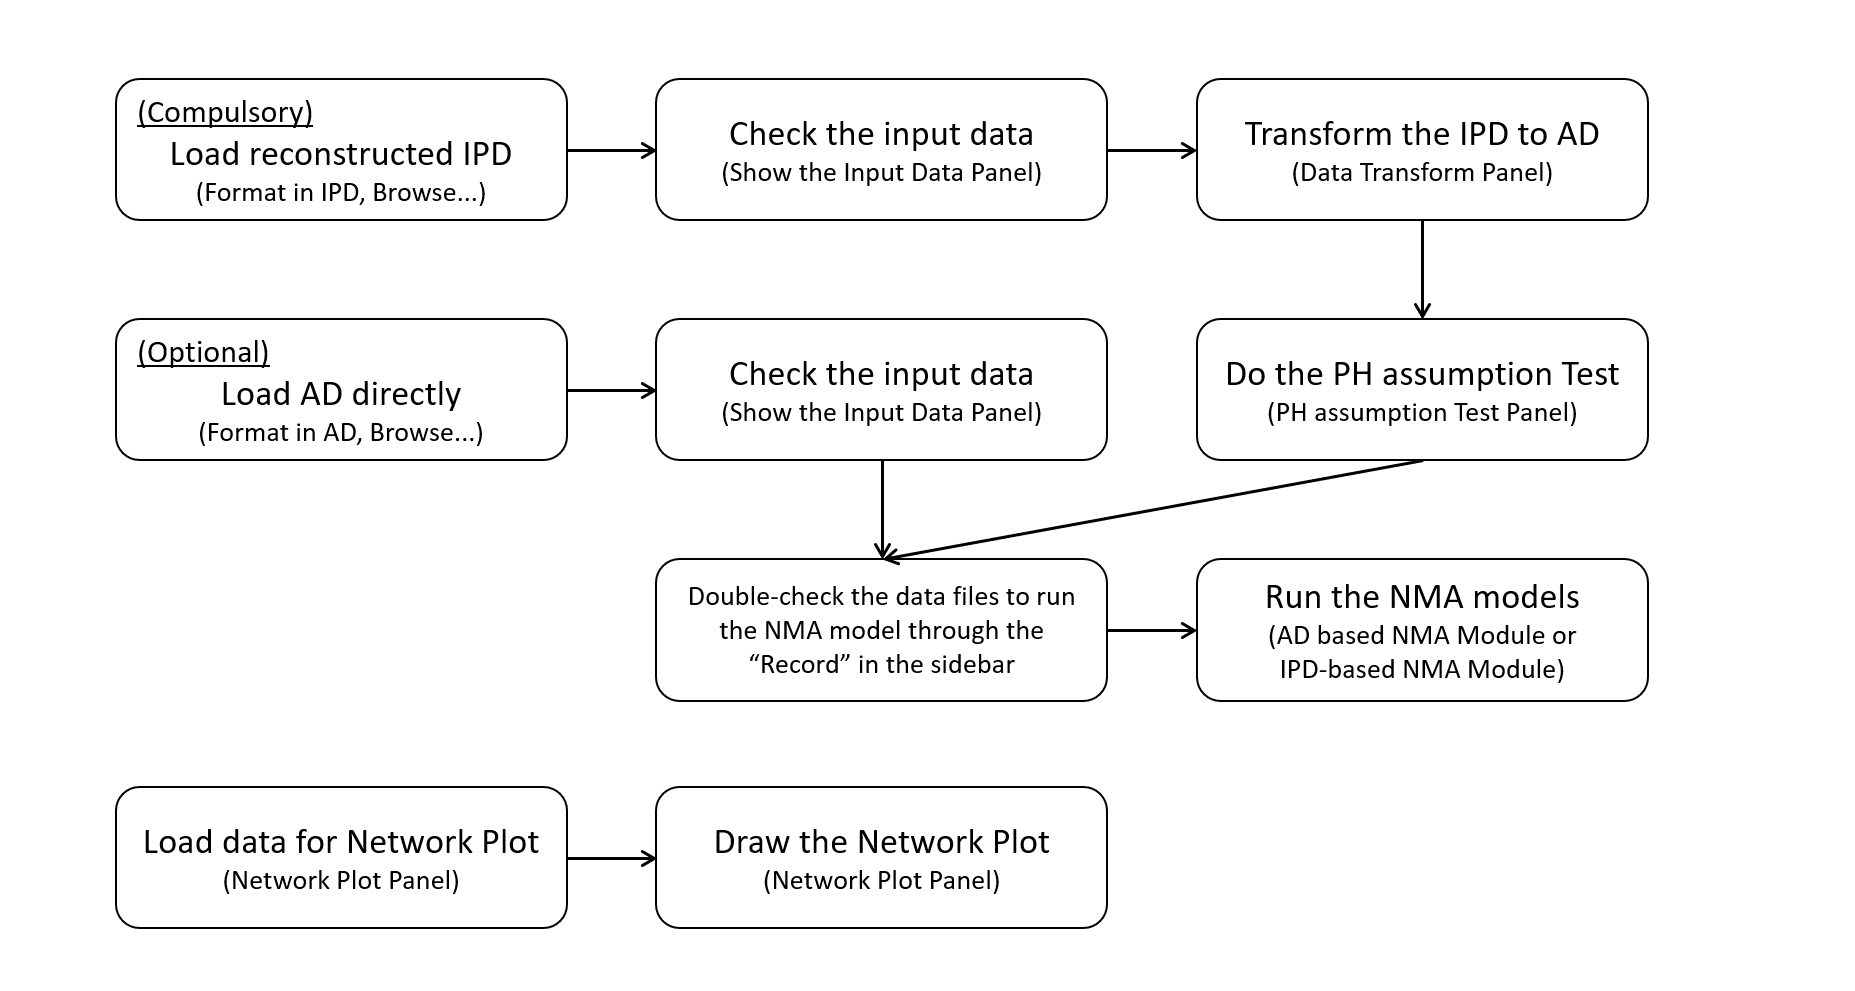 (Compulsory)
Load reconstructed IPD
(Format in IPD, Browse...)
Check the input data
(Show the Input Data Panel)
Transform the IPD to AD
(Data Transform Panel)
(Optional)
Load AD directly
(Format in AD, Browse...)
Check the input data
(Show the Input Data Panel)
Do the PH assumption Test
(PH assumption Test Panel)
Double-check the data files to run
the NMA model through the
“Record” in the sidebar
Run the NMA models
(AD based NMA Module or
IPD-based NMA Module)
Load data for Network Plot
(Network Plot Panel)
Draw the Network Plot
(Network Plot Panel)